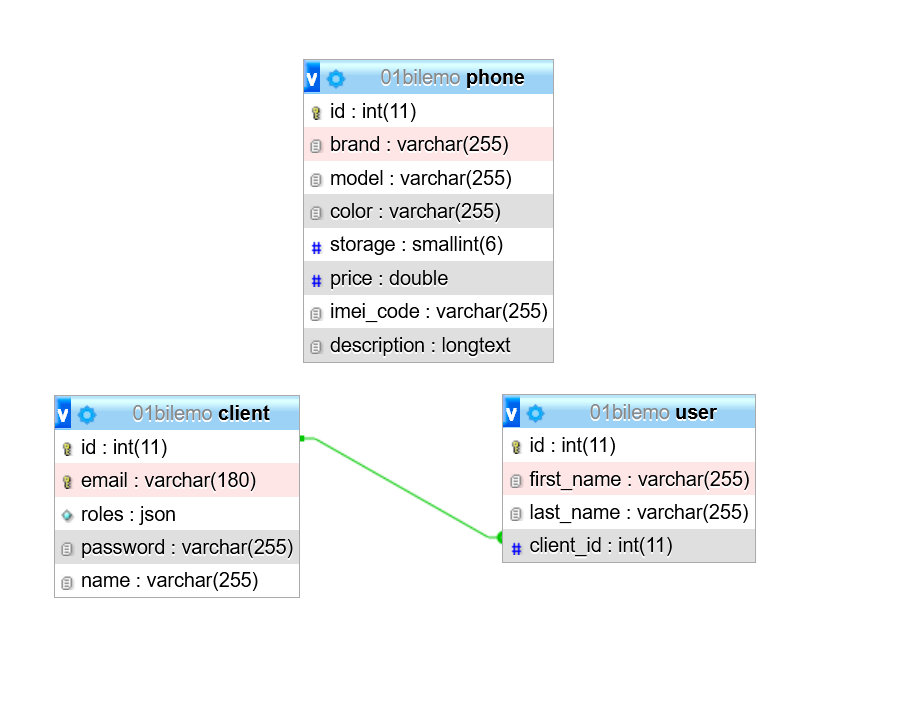 v 01bilemo phone
id : int(11)
brand : varchar(255)
model : varchar(255)
color : varchar(255)
# storage : smallint(6)
# price : double
imei_code : varchar(255)
description : longtext
v 01bilemo client
id : int(11)
email : varchar(180)
roles : json
password : varchar(255)
name : varchar(255)
v 01bilemo user
id : int(11)
first_name : varchar(255)
last_name : varchar(255)
# client_id : int(11)